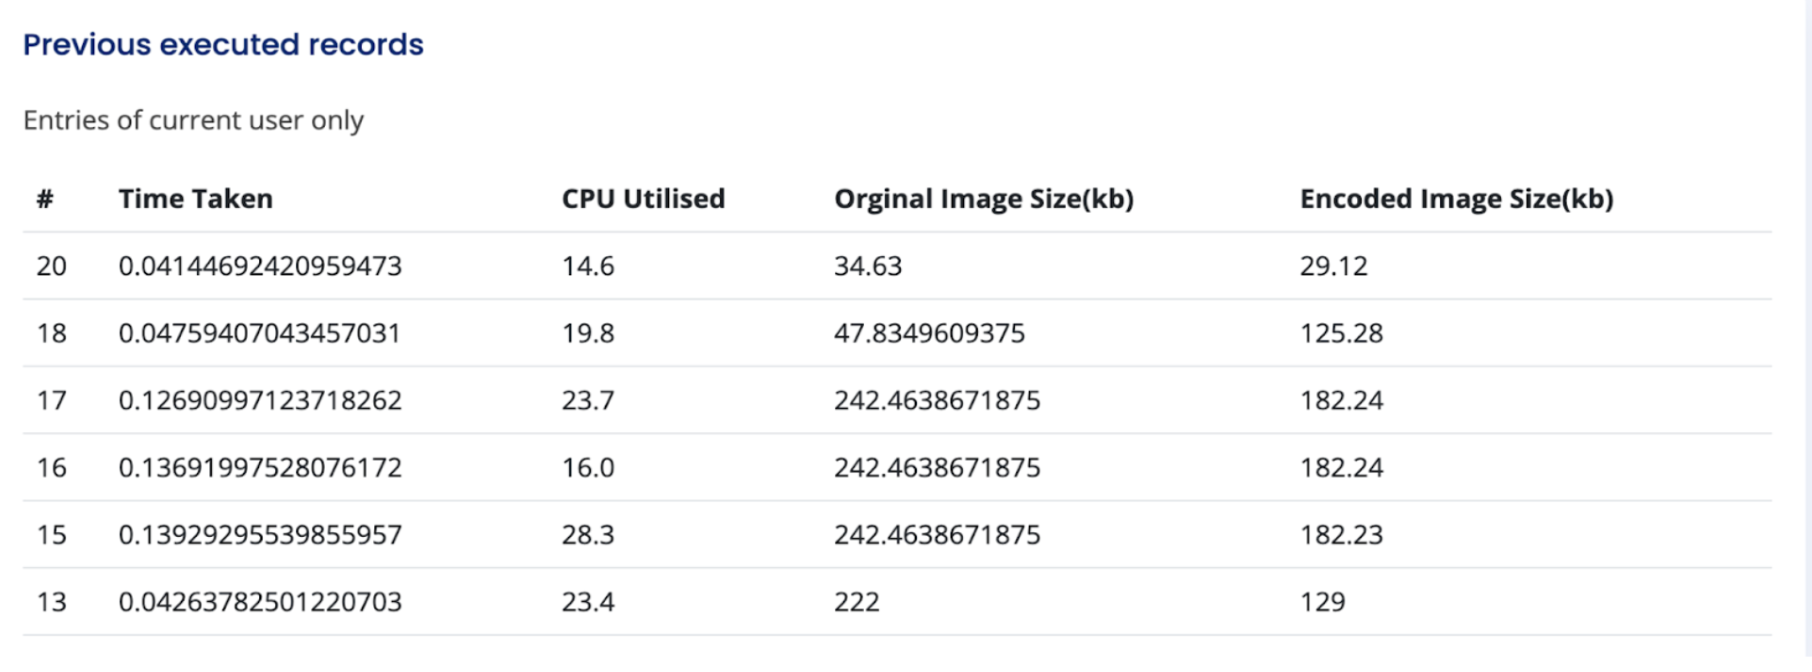 Previous executed records
Entries of current user only
# Time Taken CPU Utilised Orginal Image Size(kb) Encoded Image Size(kb)
20 0.04144692420959473 14.6 34.63 29.12
18 0.04759407043457031 19.8 47.8349609375 125.28
17 0.12690997123718262 23.7 242.4638671875 182.24
16 0.13691997528076172 16.0 242.4638671875 182.24
15 0.13929295539855957 28.3 242.4638671875 182.23
13 0.04263782501220703 23.4 222 129